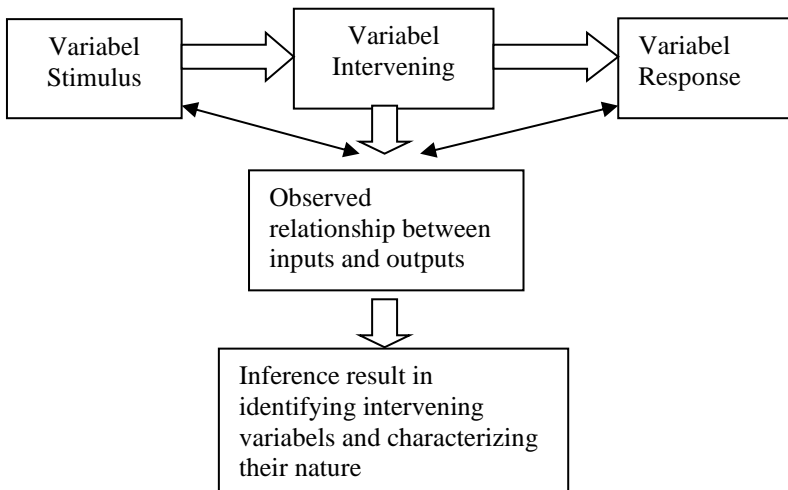 Variabel
Stimulus
Variabel
Intervening
Variabel
Response
Observed
relationship between
inputs and outputs
Inference result in
identifying intervening
variabels and characterizing
their nature